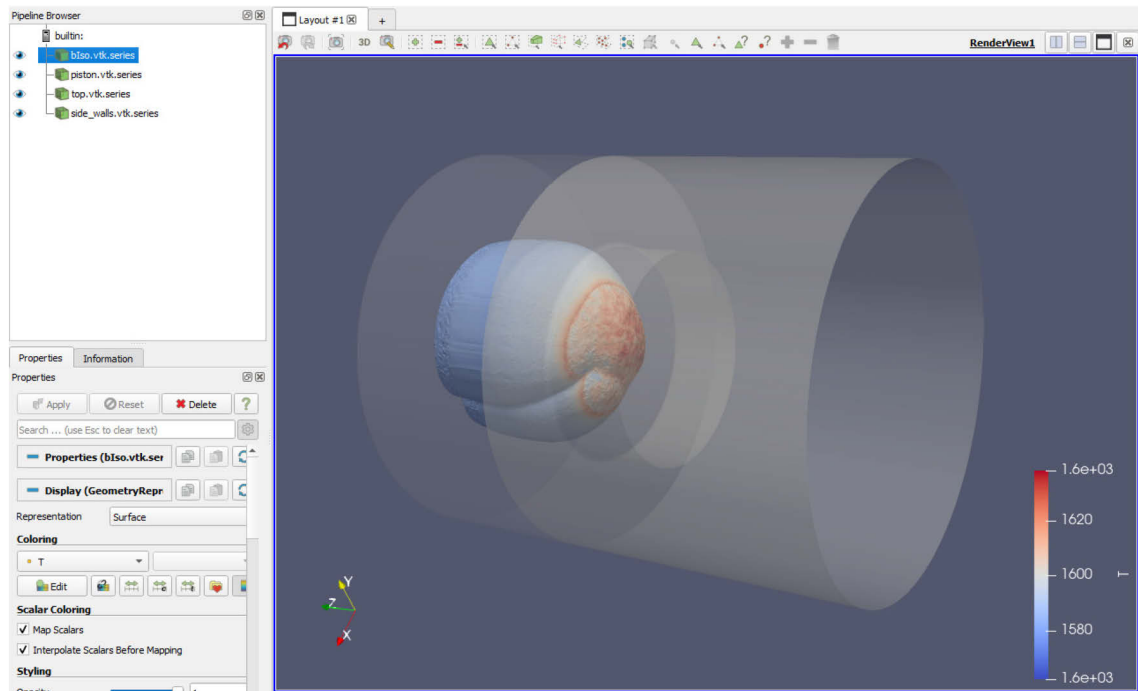 Pipeline Browser
builtin:
bIso.vtk.series
piston.vtk.series
top.vtk.series
side_walls.vtk.series
Properties Information
Properties
Apply Reset Delete ?
Search ... (use Esc to clear text)
Properties (bIso.vtk.ser
Display (GeometryRepr
Representation Surface
Coloring
T
Edit
Scalar Coloring
Map Scalars
Interpolate Scalars Before Mapping
Styling
Layout #1 +
3D RenderView1
1.6e+03
1620
1600
T
1580
1.6e+03
Y
Z
X